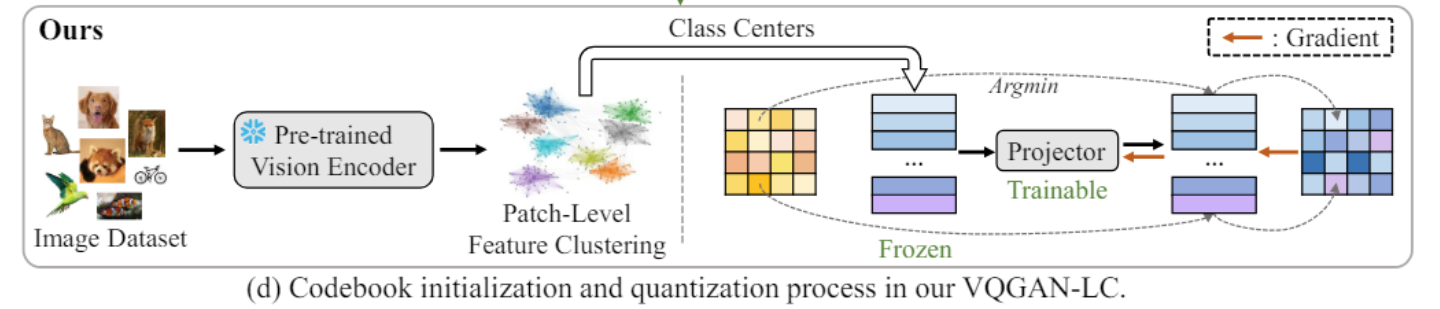 Ours
Class Centers
: Gradient
Argmin
Pre-trained
Vision Encoder
...
Projector
...
Trainable
Image Dataset
Patch-Level
Feature Clustering
Frozen
(d) Codebook initialization and quantization process in our VQGAN-LC.